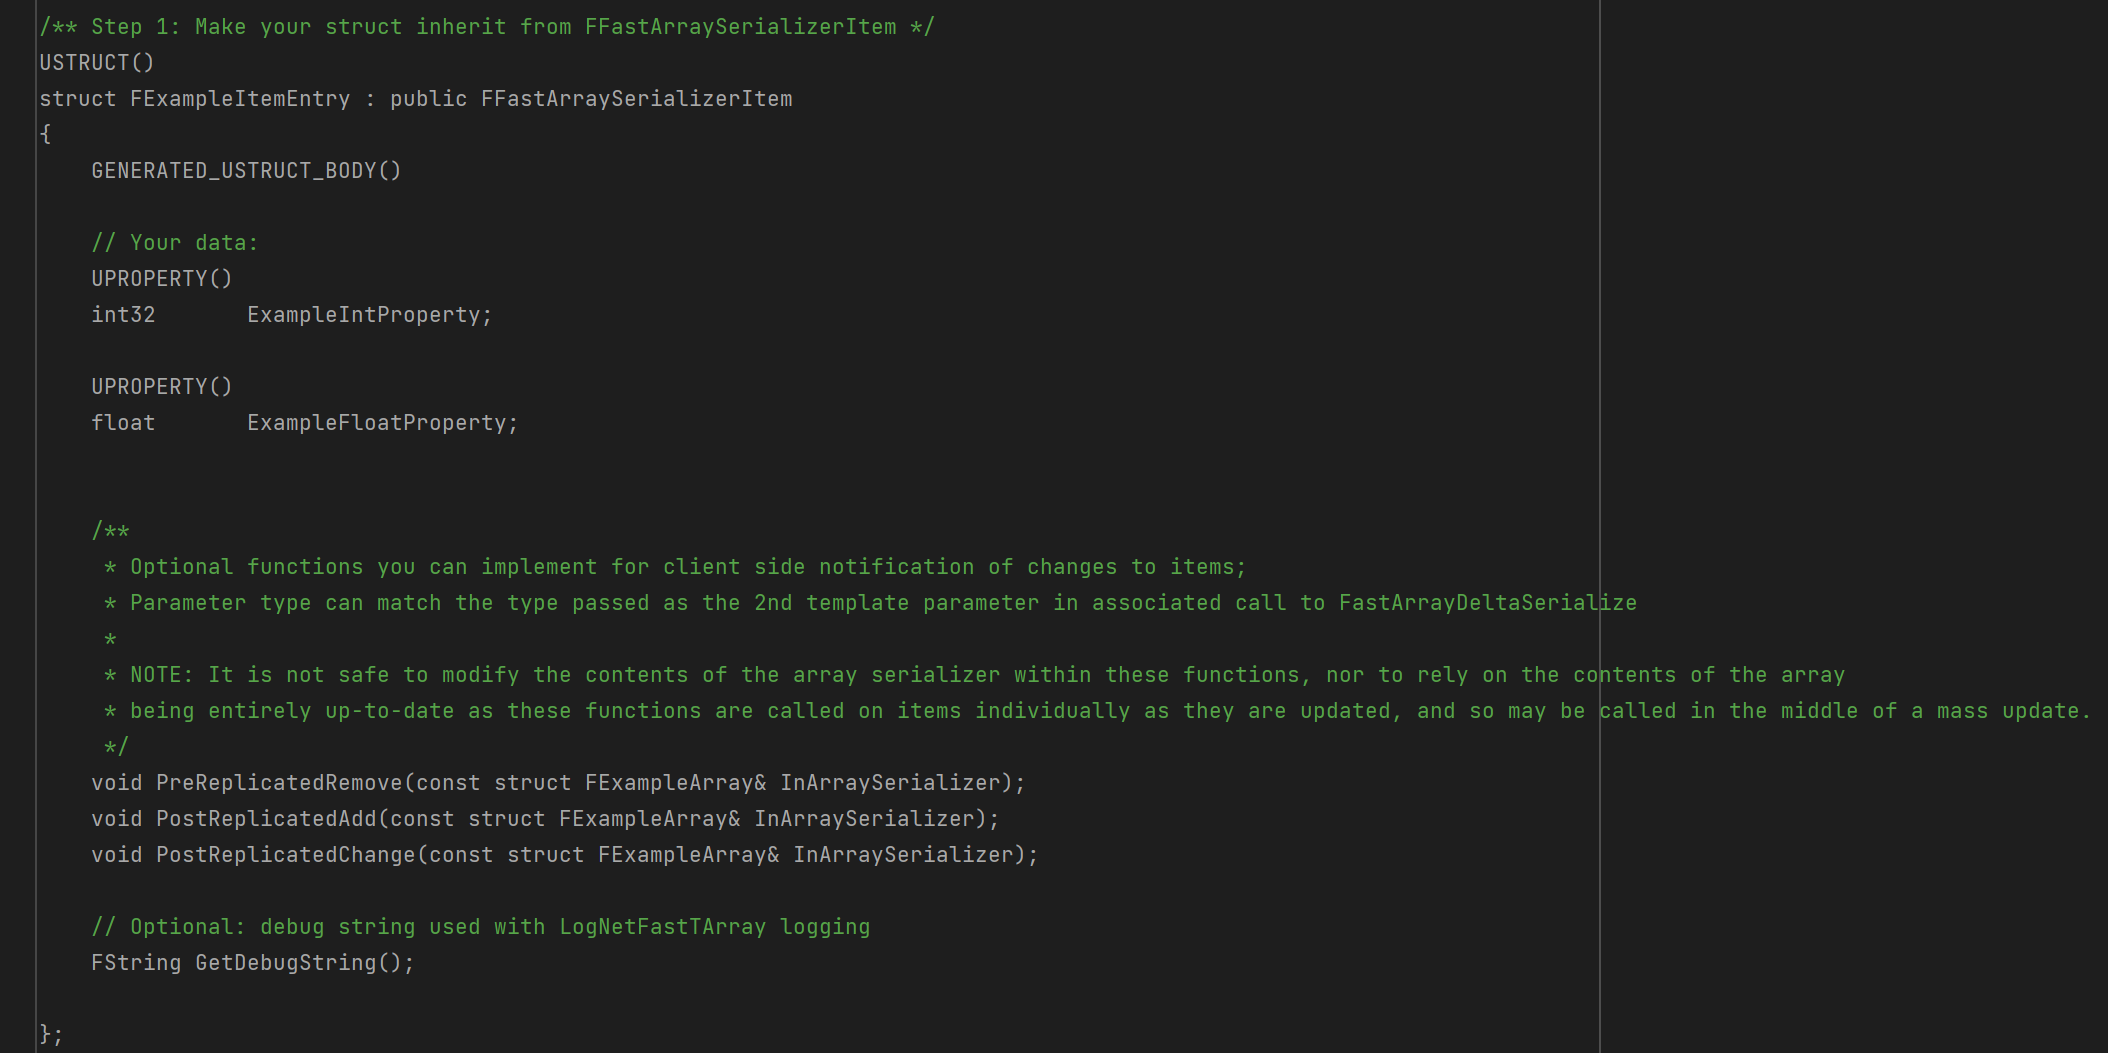 /** Step 1: Make your struct inherit from FFastArraySerializerItem */
USTRUCT()
struct FExampleItemEntry : public FFastArraySerializerItem
{
    GENERATED_USTRUCT_BODY()

    // Your data:
    UPROPERTY()
    int32       ExampleIntProperty;

    UPROPERTY()
    float       ExampleFloatProperty;


    /**
     * Optional functions you can implement for client side notification of changes to items;
     * Parameter type can match the type passed as the 2nd template parameter in associated call to FastArrayDeltaSerialize
     *
     * NOTE: It is not safe to modify the contents of the array serializer within these functions, nor to rely on the contents of the array
     * being entirely up-to-date as these functions are called on items individually as they are updated, and so may be called in the middle of a mass update.
     */
    void PreReplicatedRemove(const struct FExampleArray& InArraySerializer);
    void PostReplicatedAdd(const struct FExampleArray& InArraySerializer);
    void PostReplicatedChange(const struct FExampleArray& InArraySerializer);

    // Optional: debug string used with LogNetFastTArray logging
    FString GetDebugString();

};